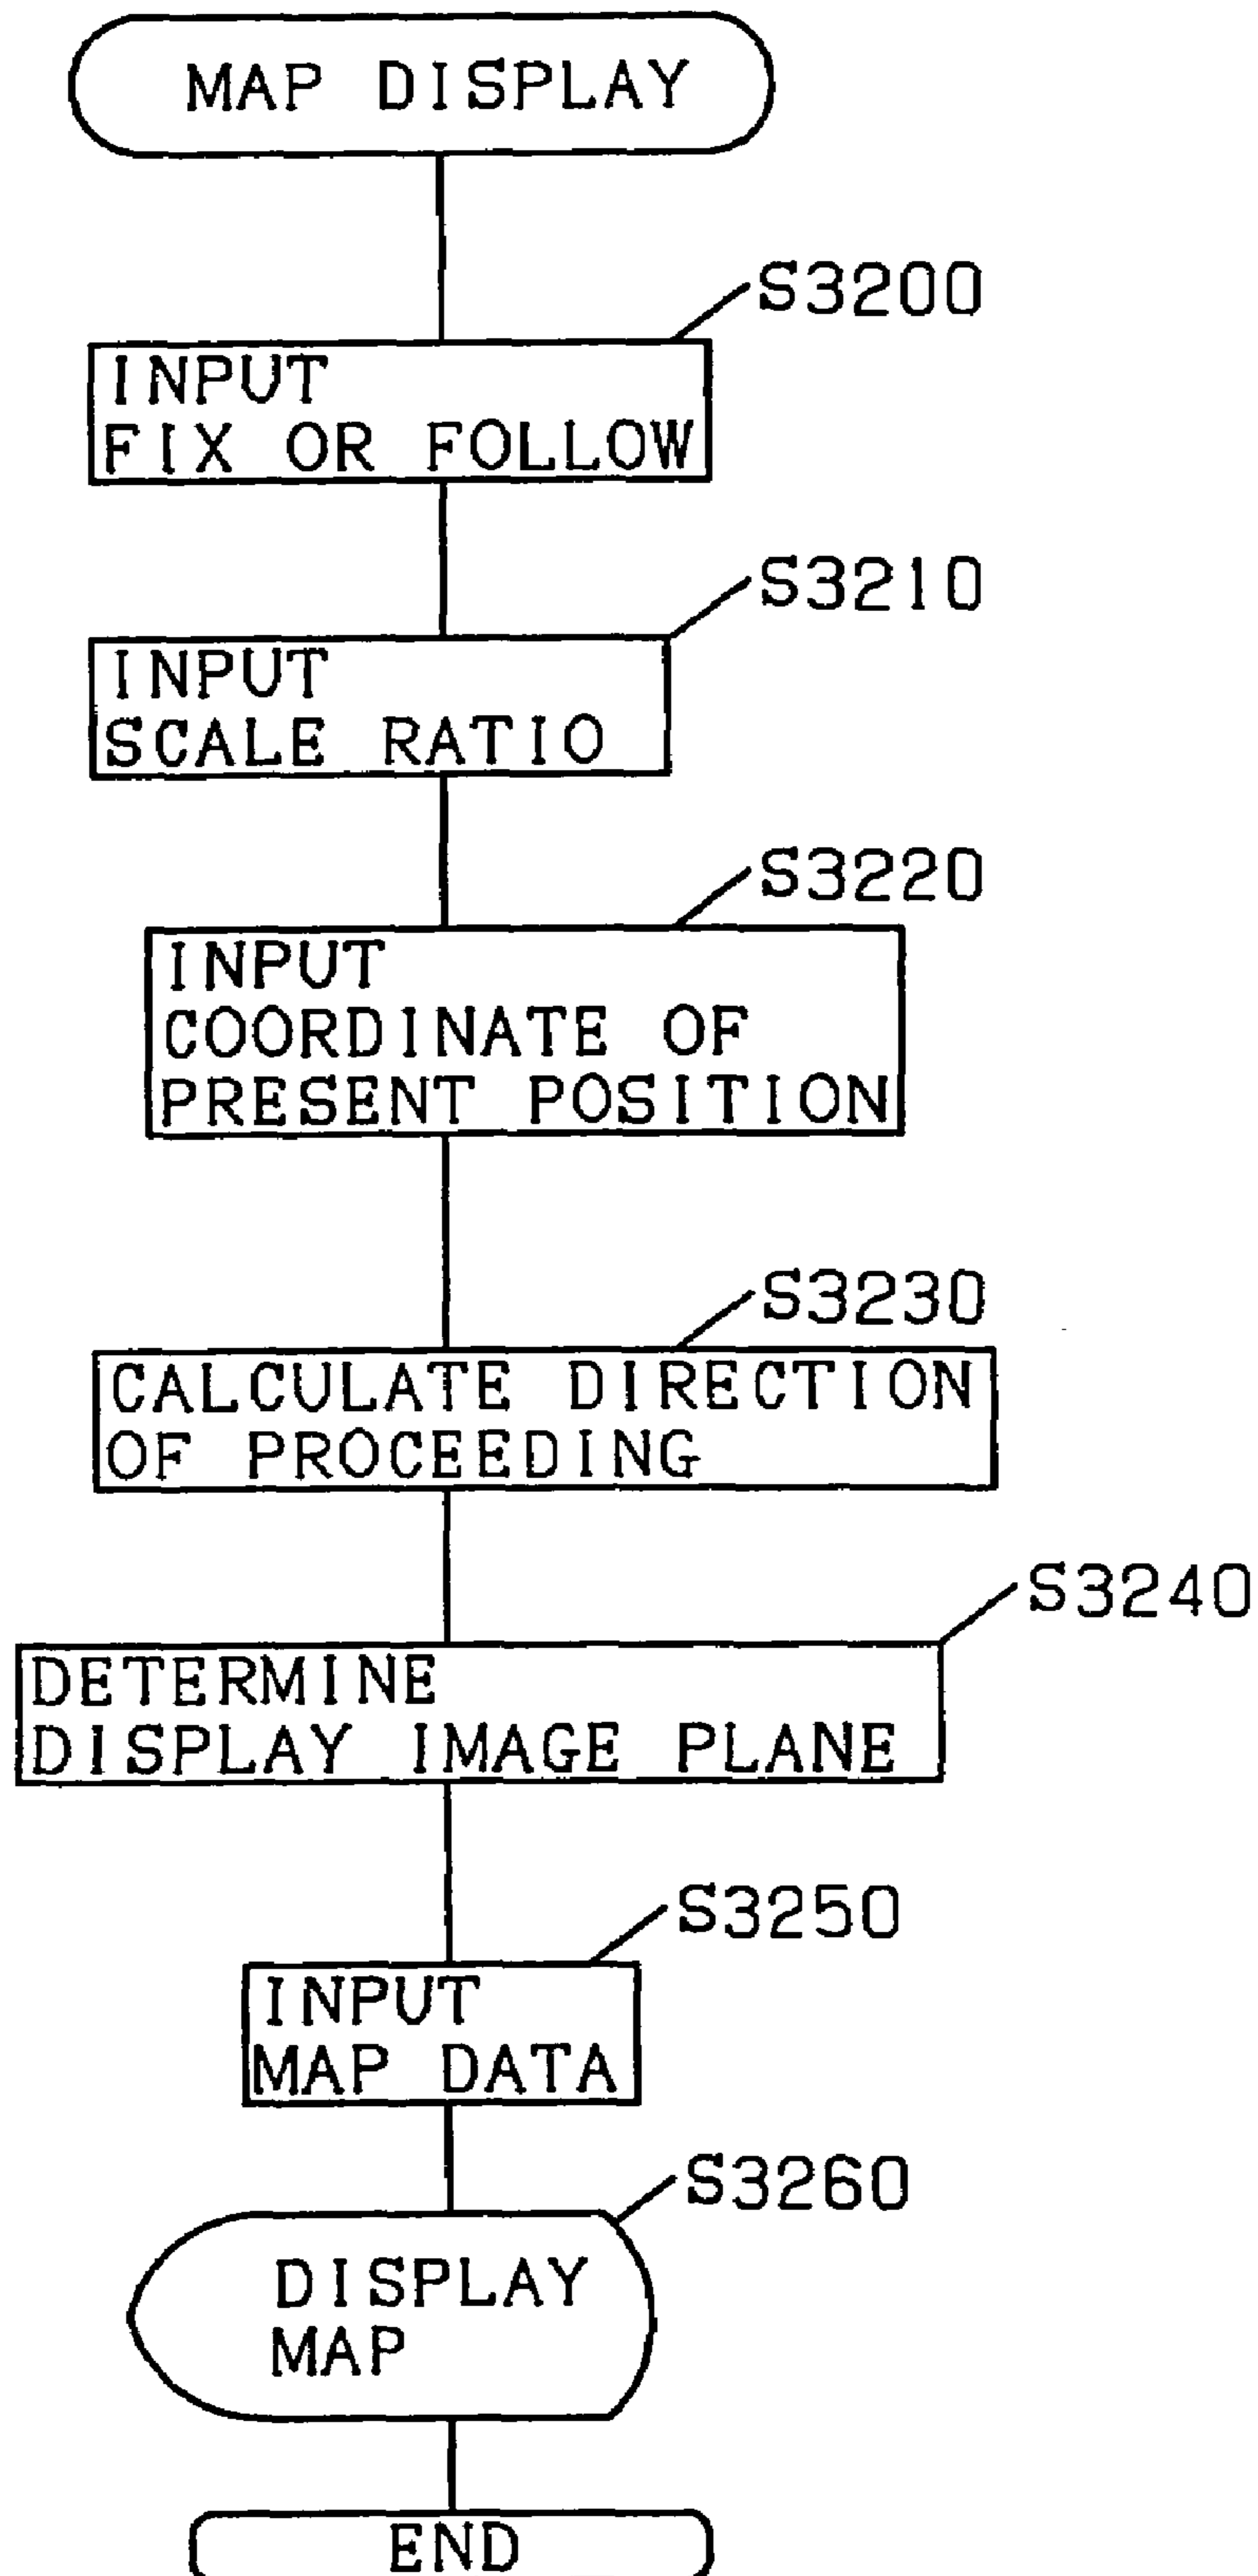 MAP DISPLAY
S3200
INPUT
FIX OR FOLLOW
S3210
INPUT
SCALE RATIO
S3220
INPUT
COORDINATE OF
PRESENT POSITION
S3230
CALCULATE DIRECTION
OF PROCEEDING
S3240
DETERMINE
DISPLAY IMAGE PLANE
S3250
INPUT
MAP DATA
S3260
DISPLAY
MAP
END